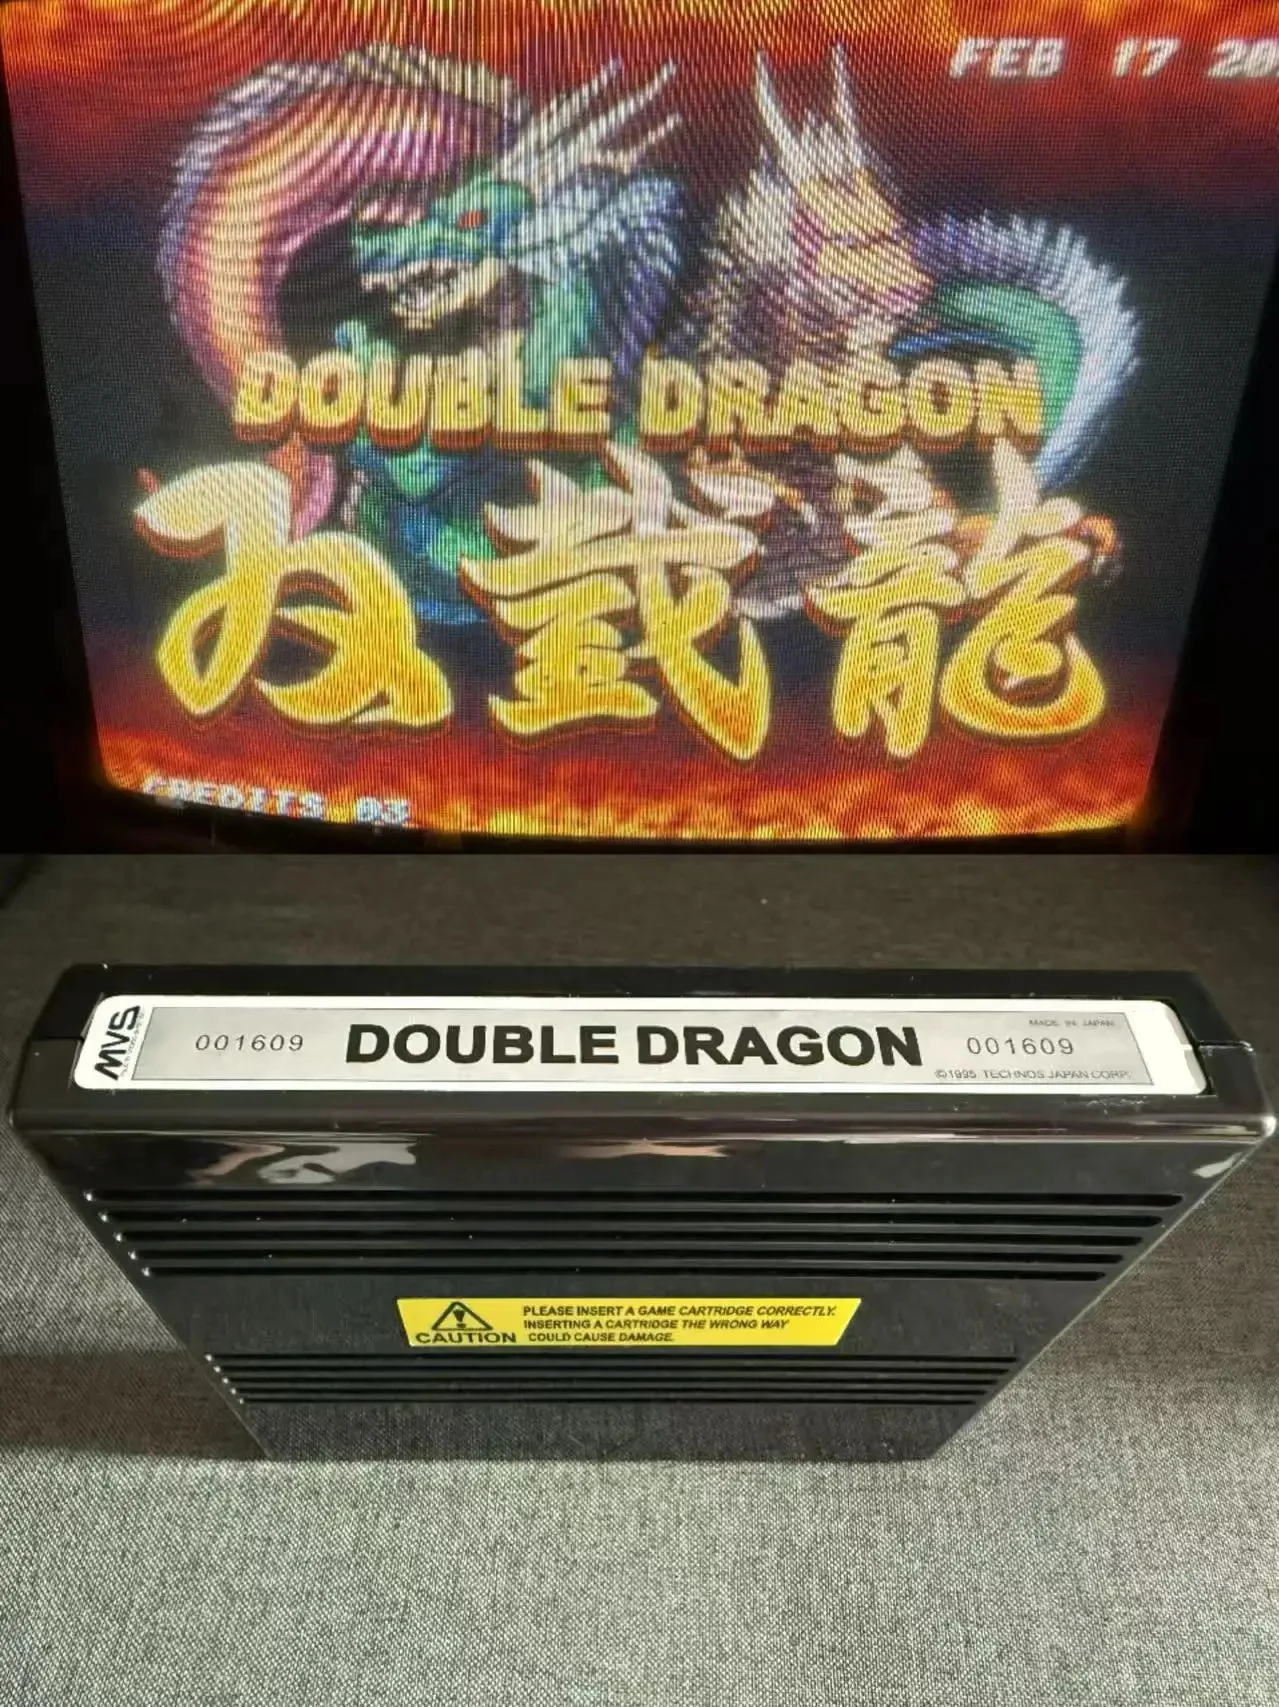 FEB 17 20
DOUBLE DRAGON
双截龍
CREDITS 03
MVS
001609
DOUBLE DRAGON
MADE IN JAPAN
001609
©1995 TECHNOS JAPAN CORP.
CAUTION
PLEASE INSERT A GAME CARTRIDGE CORRECTLY.
INSERTING A CARTRIDGE THE WRONG WAY
COULD CAUSE DAMAGE.